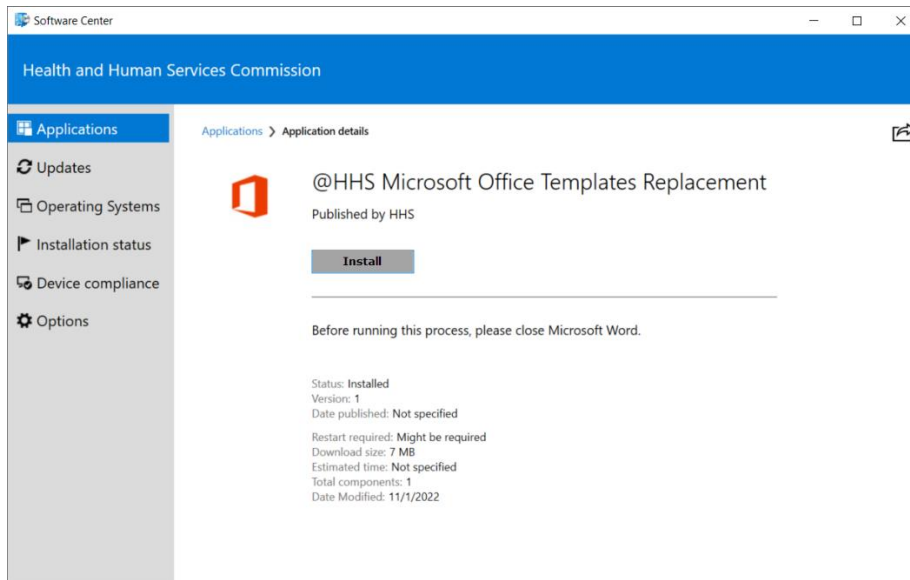 Software Center
Health and Human Services Commission
Applications
Updates
Operating Systems
Installation status
Device compliance
Options
Applications > Application details
@HHS Microsoft Office Templates Replacement
Published by HHS
Install
Before running this process, please close Microsoft Word.
Status: Installed
Version: 1
Date published: Not specified
Restart required: Might be required
Download size: 7 MB
Estimated time: Not specified
Total components: 1
Date Modified: 11/1/2022